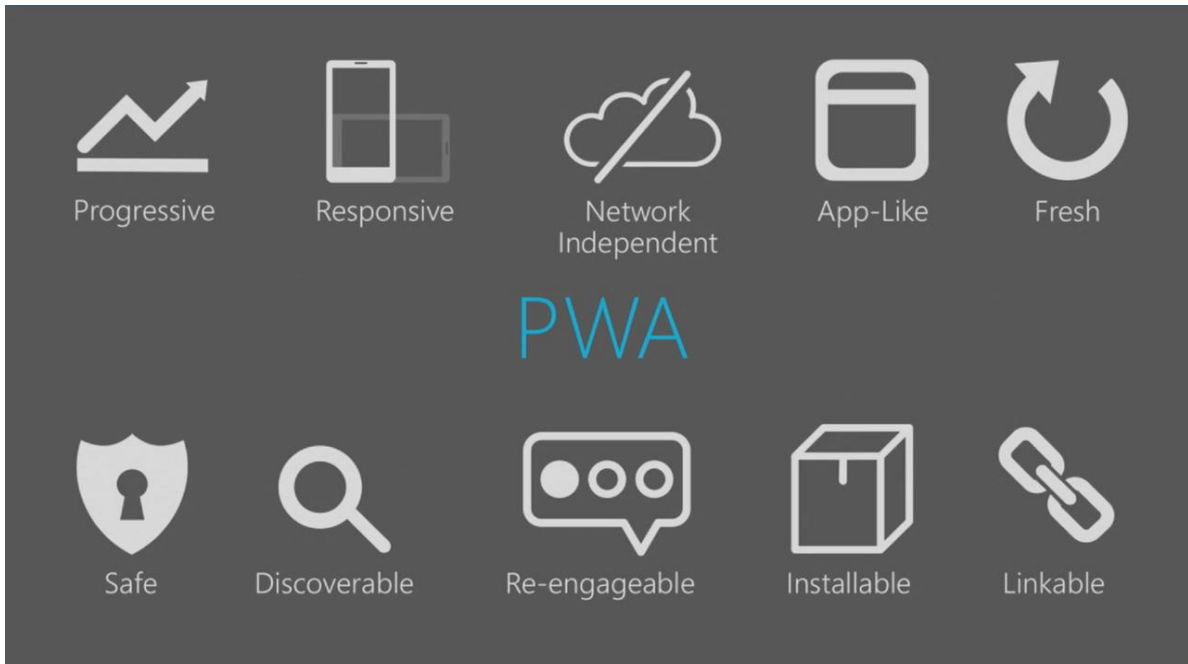 Progressive
Responsive
Network
Independent
App-Like
Fresh
PWA
Safe
Discoverable
Re-engageable
Installable
Linkable